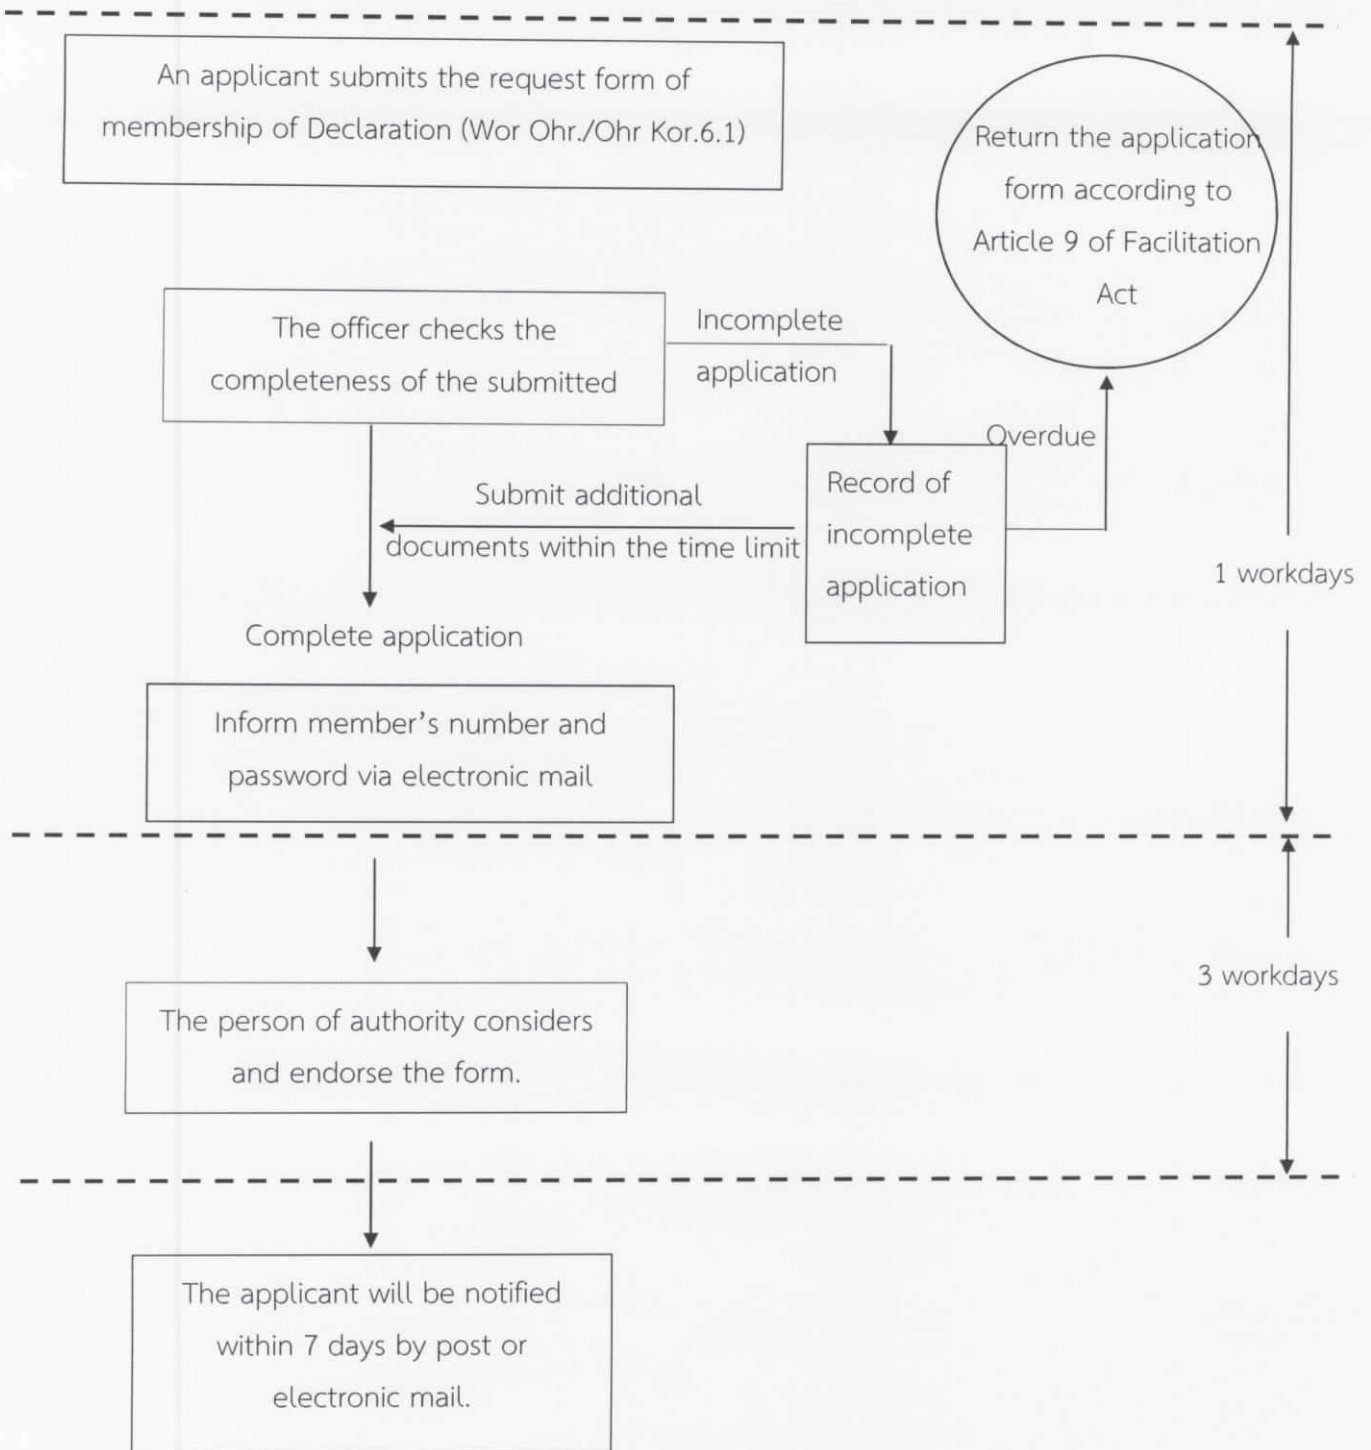 An applicant submits the request form of
membership of Declaration (Wor Ohr./Ohr Kor.6.1)
Return the application
form according to
Article 9 of Facilitation
Act
The officer checks the
completeness of the submitted
Incomplete
application
Overdue
Record of
incomplete
application
Submit additional
documents within the time limit
1 workdays
Complete application
Inform member's number and
password via electronic mail
3 workdays
The person of authority considers
and endorse the form.
The applicant will be notified
within 7 days by post or
electronic mail.